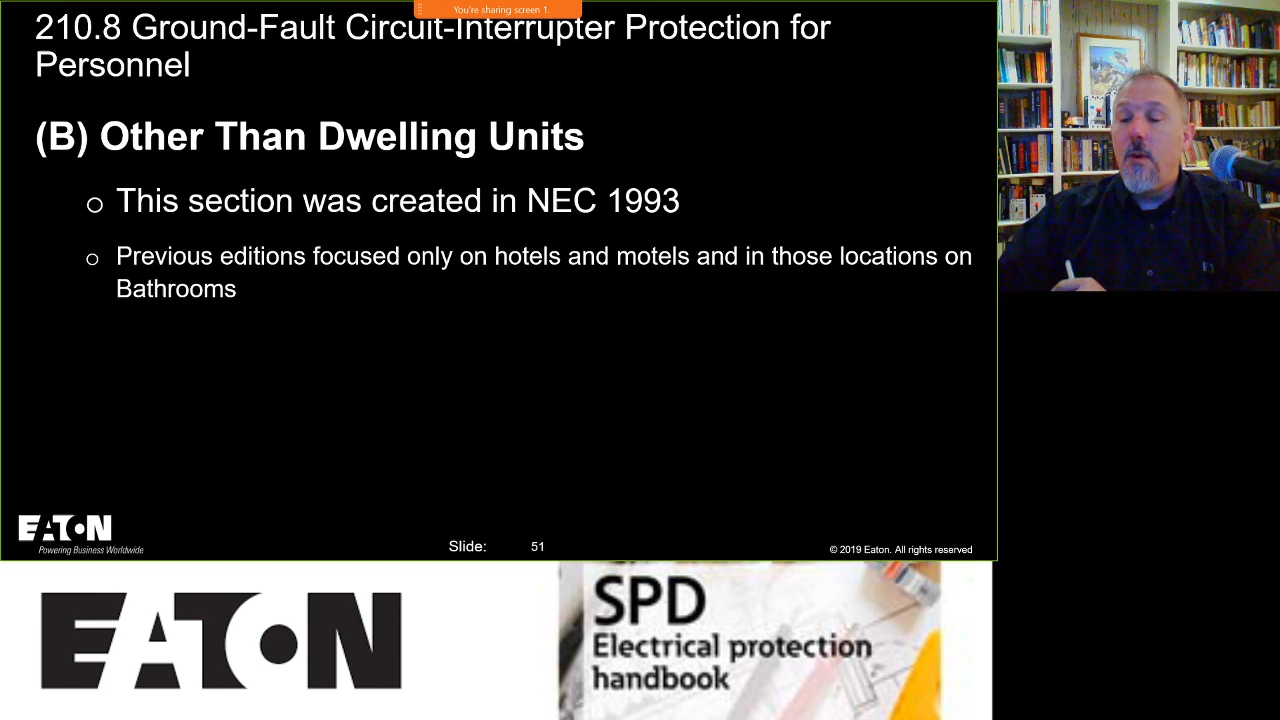 You're sharing screen 1.
210.8 Ground-Fault Circuit-Interrupter Protection for
Personnel
(B) Other Than Dwelling Units
o This section was created in NEC 1993
o Previous editions focused only on hotels and motels and in those locations on
Bathrooms
EATON
Powering Business Worldwide
Slide: 51
© 2019 Eaton. All rights reserved
EATON
SPD
Electrical protection
handbook